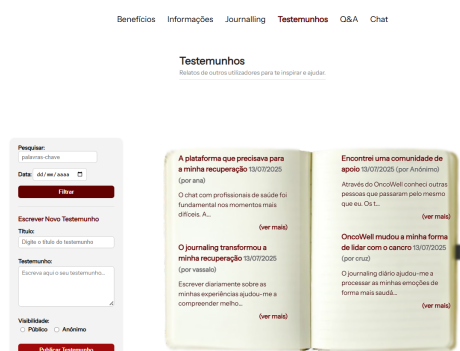 Benefícios Informações Journalling Testemunhos Q&A Chat
Testemunhos
Relatos de outros utilizadores para te inspirar e ajudar.
Pesquisar:
palavras-chave
Data: dd/mm/aaaa
Filtrar
Escrever Novo Testemunho
Título:
Digite o título do testemunho
Testemunho:
Escreva aqui o seu testemunho...
Visibilidade:
Público Anónimo
Publicar Testemunho
A plataforma que precisava para
a minha recuperação 13/07/2025
(por ana)
O chat com profissionais de saúde foi
fundamental nos momentos mais
difíceis. A...
(ver mais)
O journaling transformou a
minha recuperação 13/07/2025
(por vassalo)
Escrever diariamente sobre as
minhas experiências ajudou-me a
compreender melho...
(ver mais)
Encontrei uma comunidade de
apoio 13/07/2025 (por Anónimo)
Através do OncoWell conheci outras
pessoas que passaram pelo mesmo
que eu. Os t...
(ver mais)
OncoWell mudou a minha forma
de lidar com o cancro 13/07/2025
(por cruz)
O journaling diário ajudou-me a
processar as minhas emoções de
forma mais saudá...
(ver mais)